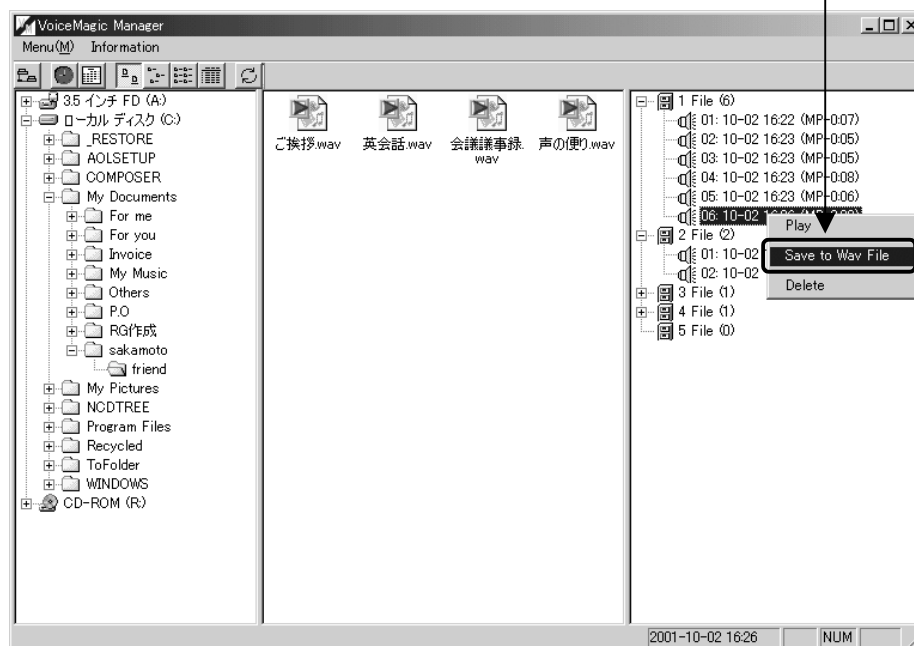 VoiceMagic Manager
Menu(M) Information
3.5 インチ FD (A:)
ローカル ディスク (C:)
_RESTORE
AOLSETUP
COMPOSER
My Documents
For me
For you
Invoice
My Music
Others
P.O
RG作成
sakamoto
friend
My Pictures
NCDTREE
Program Files
Recycled
ToFolder
WINDOWS
CD-ROM (R:)
ご挨拶.wav
英会話.wav
会議議事録.
wav
声の便り.wav
1 File (6)
01: 10-02 16:22 (MP-0:07)
02: 10-02 16:23 (MP-0:05)
03: 10-02 16:23 (MP-0:05)
04: 10-02 16:23 (MP-0:08)
05: 10-02 16:23 (MP-0:06)
06: 10-02
2 File (2)
01: 10-02
02: 10-02
3 File (1)
4 File (1)
5 File (0)
Play
Save to Wav File
Delete
2001-10-02 16:26 NUM